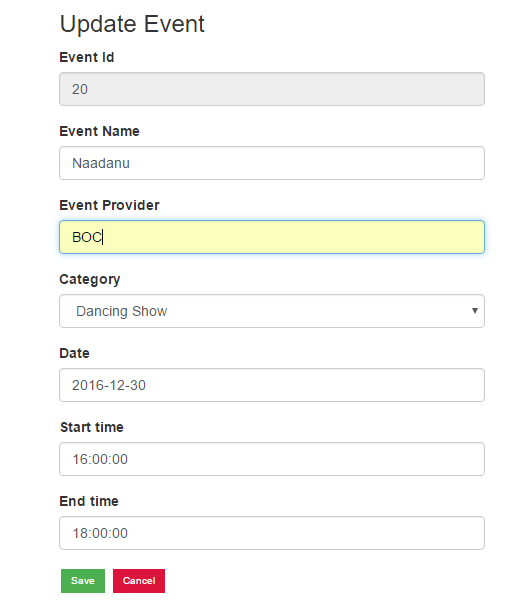 Update Event
Event Id
20
Event Name
Naadanu
Event Provider
BOC
Category
Dancing Show
Date
2016-12-30
Start time
16:00:00
End time
18:00:00
Save Cancel